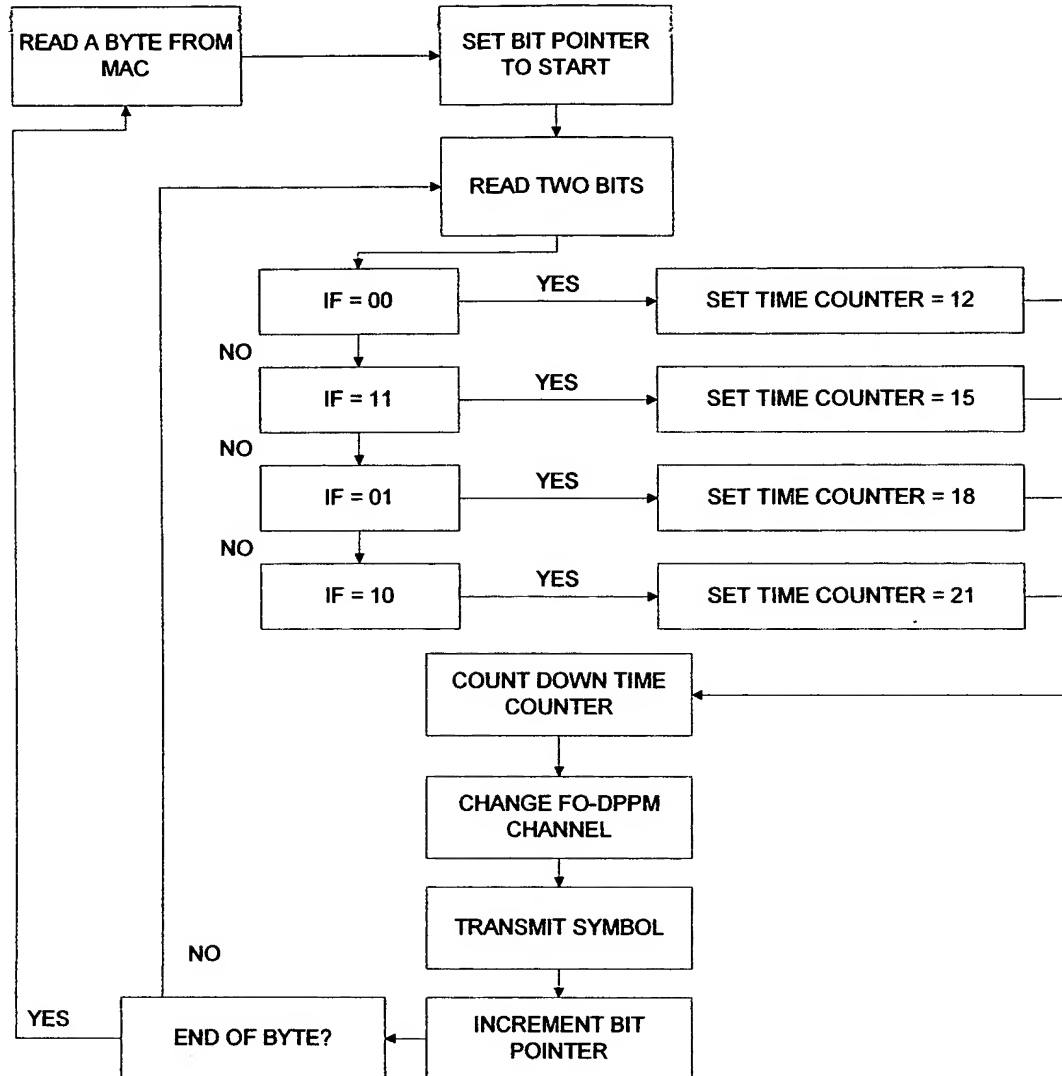 READ A BYTE FROM
MAC
SET BIT POINTER
TO START
READ TWO BITS
IF = 00
YES
SET TIME COUNTER = 12
NO
IF = 11
YES
SET TIME COUNTER = 15
NO
IF = 01
YES
SET TIME COUNTER = 18
NO
IF = 10
YES
SET TIME COUNTER = 21
COUNT DOWN TIME
COUNTER
CHANGE FO-DPPM
CHANNEL
TRANSMIT SYMBOL
NO
YES
END OF BYTE?
INCREMENT BIT
POINTER